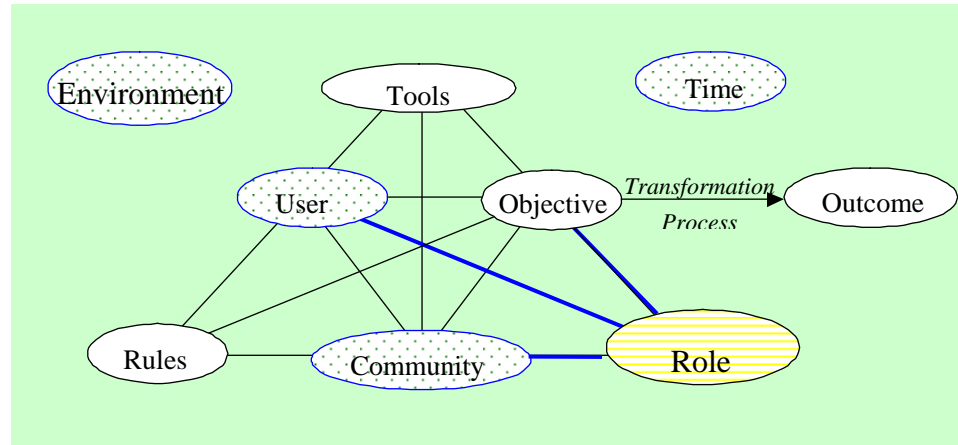 Environment
Tools
Time
User
Objective
Transformation
Process
Outcome
Rules
Community
Role